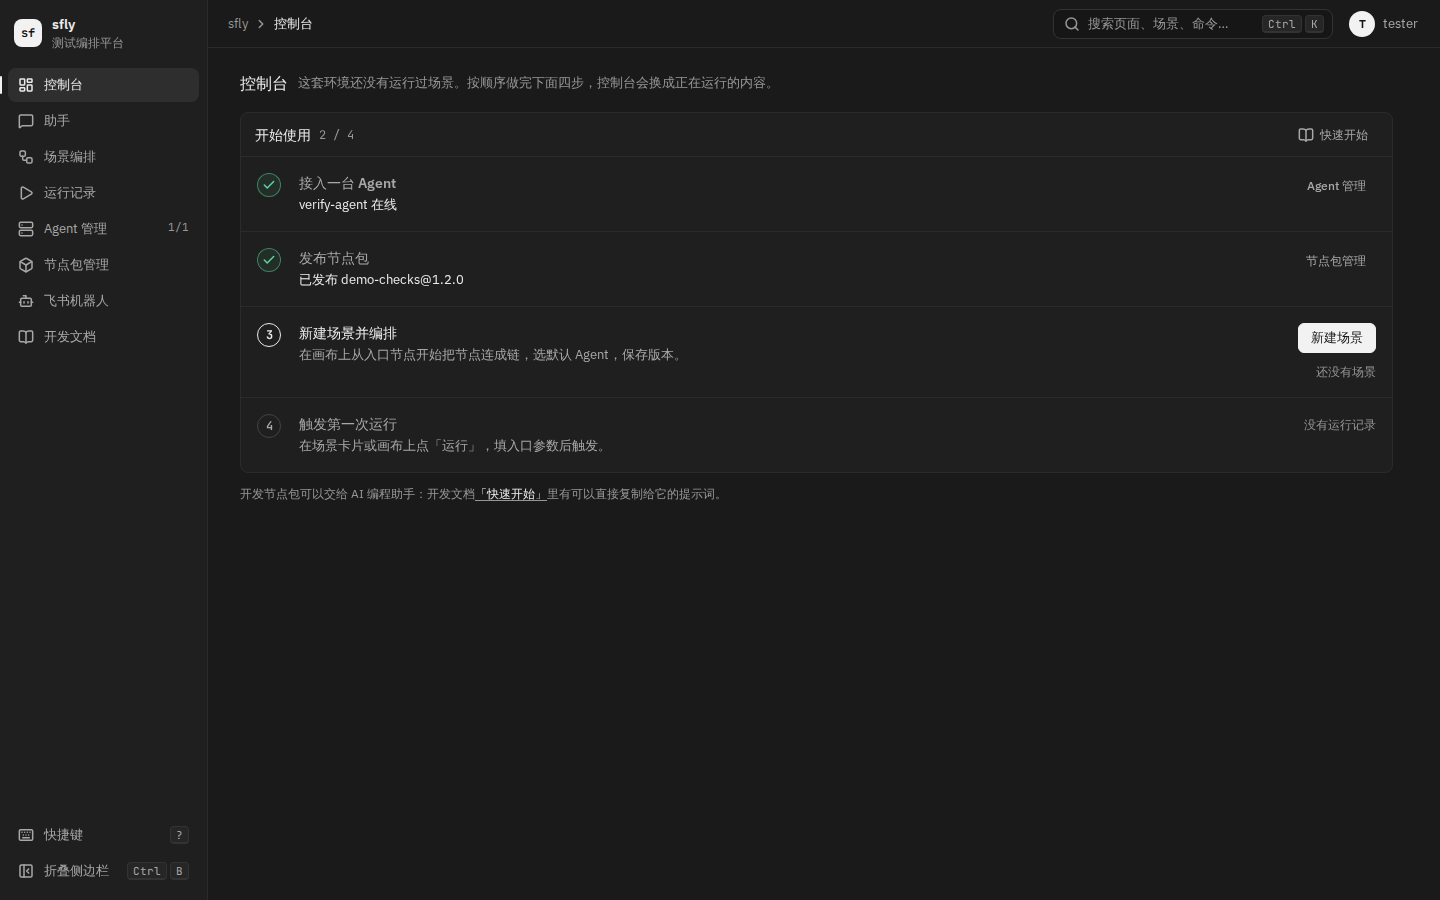 sf
sfly
测试编排平台
控制台
助手
场景编排
运行记录
Agent 管理 1/1
节点包管理
飞书机器人
开发文档
快捷键 ?
折叠侧边栏 Ctrl B
sfly > 控制台
搜索页面、场景、命令... Ctrl K
T tester
控制台 这套环境还没有运行过场景。按顺序做完下面四步，控制台会换成正在运行的内容。
开始使用 2 / 4 快速开始
接入一台 Agent
verify-agent 在线
Agent 管理
发布节点包
已发布 demo-checks@1.2.0
节点包管理
3 新建场景并编排
在画布上从入口节点开始把节点连成链，选默认 Agent，保存版本。
新建场景
还没有场景
4 触发第一次运行
在场景卡片或画布上点「运行」，填入口参数后触发。
没有运行记录
开发节点包可以交给 AI 编程助手：开发文档「快速开始」里有可以直接复制给它的提示词。